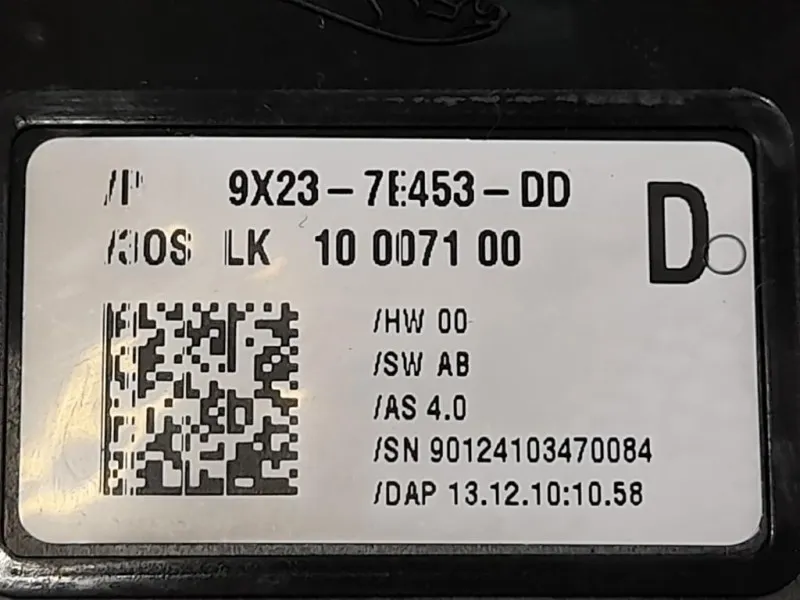 /P 9X23-7E453-DD
D
/3OS LK 10 0071 00
/HW 00
/SW AB
/AS 4.0
/SN 90124103470084
/DAP 13.12.10:10.58